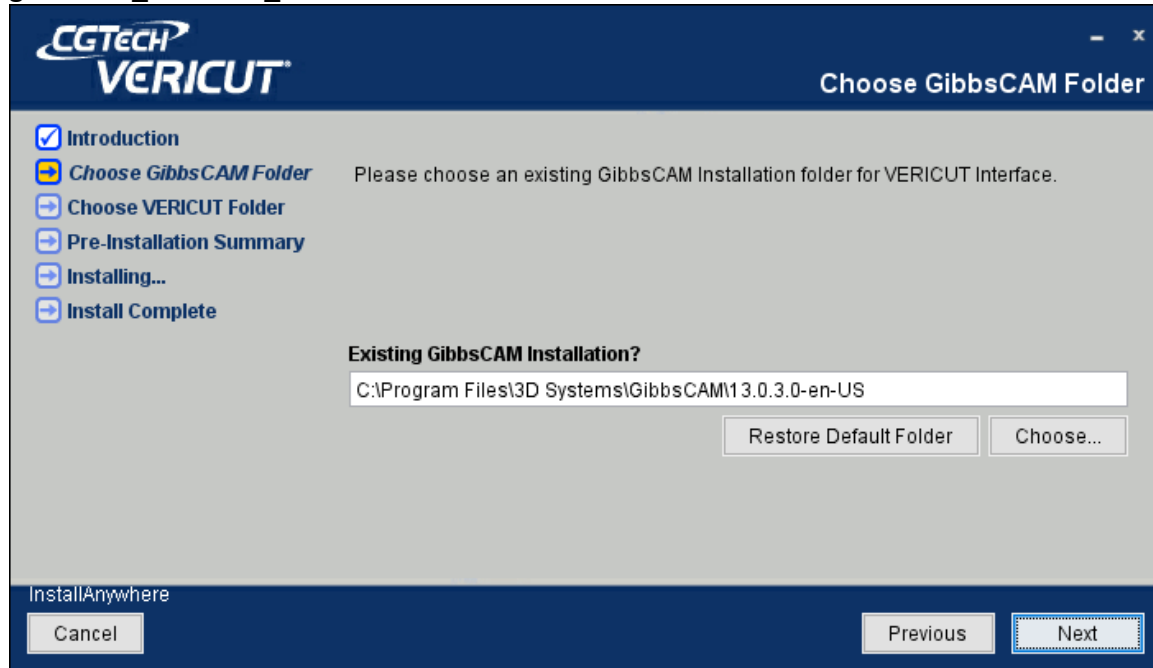 CGTECH
VERICUT
Choose GibbsCAM Folder
Introduction
Choose GibbsCAM Folder
Choose VERICUT Folder
Pre-Installation Summary
Installing...
Install Complete
Please choose an existing GibbsCAM Installation folder for VERICUT Interface.
Existing GibbsCAM Installation?
C:\Program Files\3D Systems\GibbsCAM\13.0.3.0-en-US
Restore Default Folder
Choose...
InstallAnywhere
Cancel
Previous
Next